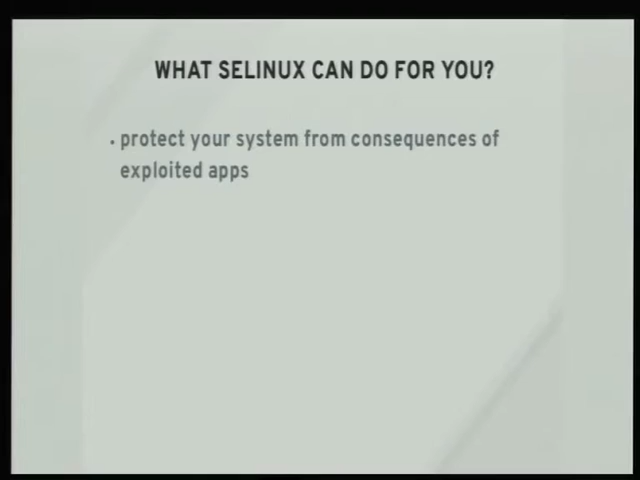 WHAT SELINUX CAN DO FOR YOU?
• protect your system from consequences of
exploited apps